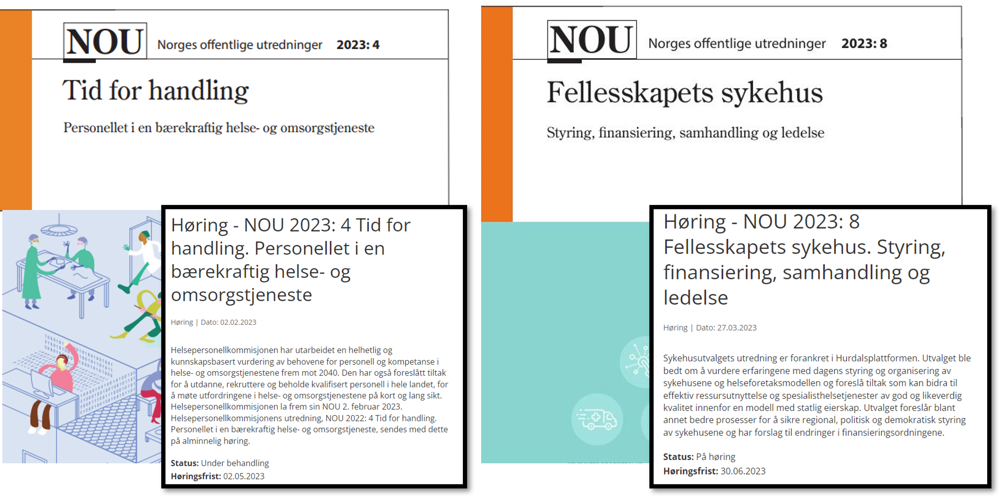 NOU Norges offentlige utredninger 2023: 4
Tid for handling
Personellet i en bærekraftig helse- og omsorgstjeneste
Høring - NOU 2023: 4 Tid for
handling. Personellet i en
bærekraftig helse- og
omsorgstjeneste
Høring | Dato: 02.02.2023
Helsepersonellkommisjonen har utarbeidet en helhetlig og
kunnskapsbasert vurdering av behovene for personell og kompetanse i
helse- og omsorgstjenestene frem mot 2040. Den har også foreslått tiltak
for å utdanne, rekruttere og beholde kvalifisert personell i hele landet, for
å møte utfordringene i helse- og omsorgstjenestene på kort og lang sikt.
Helsepersonellkommisjonen la frem sin NOU 2. februar 2023.
Helsepersonellkommisjonens utredning, NOU 2022: 4 Tid for handling.
Personellet i en bærekraftig helse- og omsorgstjeneste, sendes med dette
på alminnelig høring.
Status: Under behandling
Høringsfrist: 02.05.2023
NOU Norges offentlige utredninger 2023: 8
Fellesskapets sykehus
Styring, finansiering, samhandling og ledelse
Høring - NOU 2023: 8
Fellesskapets sykehus. Styring,
finansiering, samhandling og
ledelse
Høring | Dato: 27.03.2023
Sykehusutvalgets utredning er forankret i Hurdalsplattformen. Utvalget ble
bedt om å vurdere erfaringene med dagens styring og organisering av
sykehusene og helseforetaksmodellen og foreslå tiltak som kan bidra til
effektiv ressursutnyttelse og spesialisthelsetjenester av god og likeverdig
kvalitet innenfor en modell med statlig eierskap. Utvalget foreslår blant
annet bedre prosesser for å sikre regional, politisk og demokratisk styring
av sykehusene og har forslag til endringer i finansieringsordningene.
Status: På høring
Høringsfrist: 30.06.2023